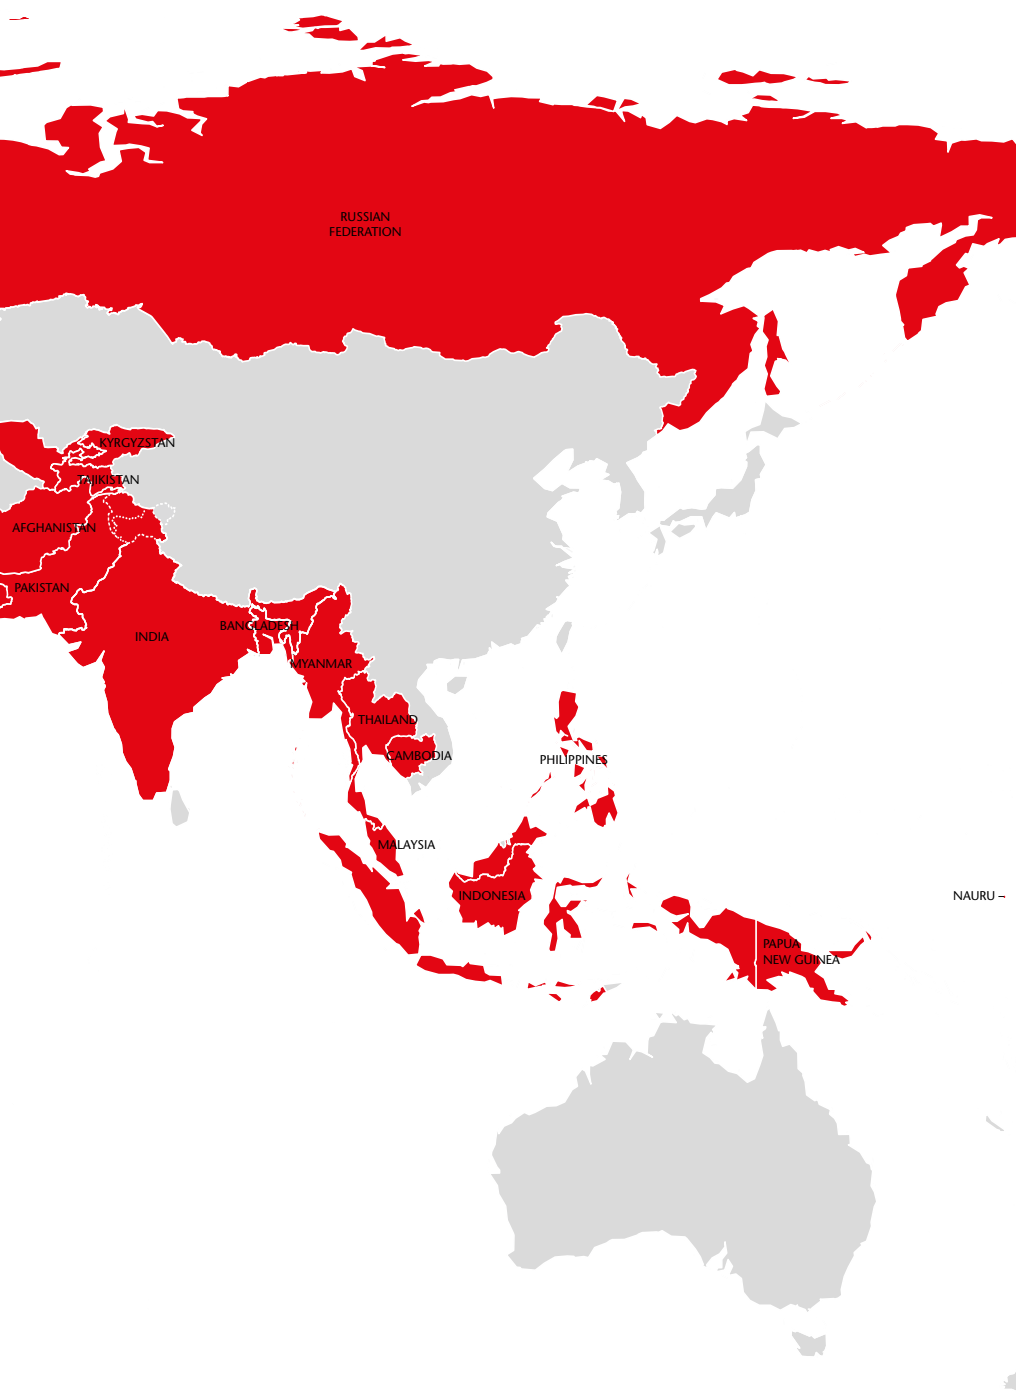 RUSSIAN
FEDERATION
KYRGYZSTAN
TAJIKISTAN
AFGHANISTAN
PAKISTAN
BANGLADESH
INDIA
MYANMAR
THAILAND
CAMBODIA
PHILIPPINES
MALAYSIA
INDONESIA
NAURU
PAPUA
NEW GUINEA